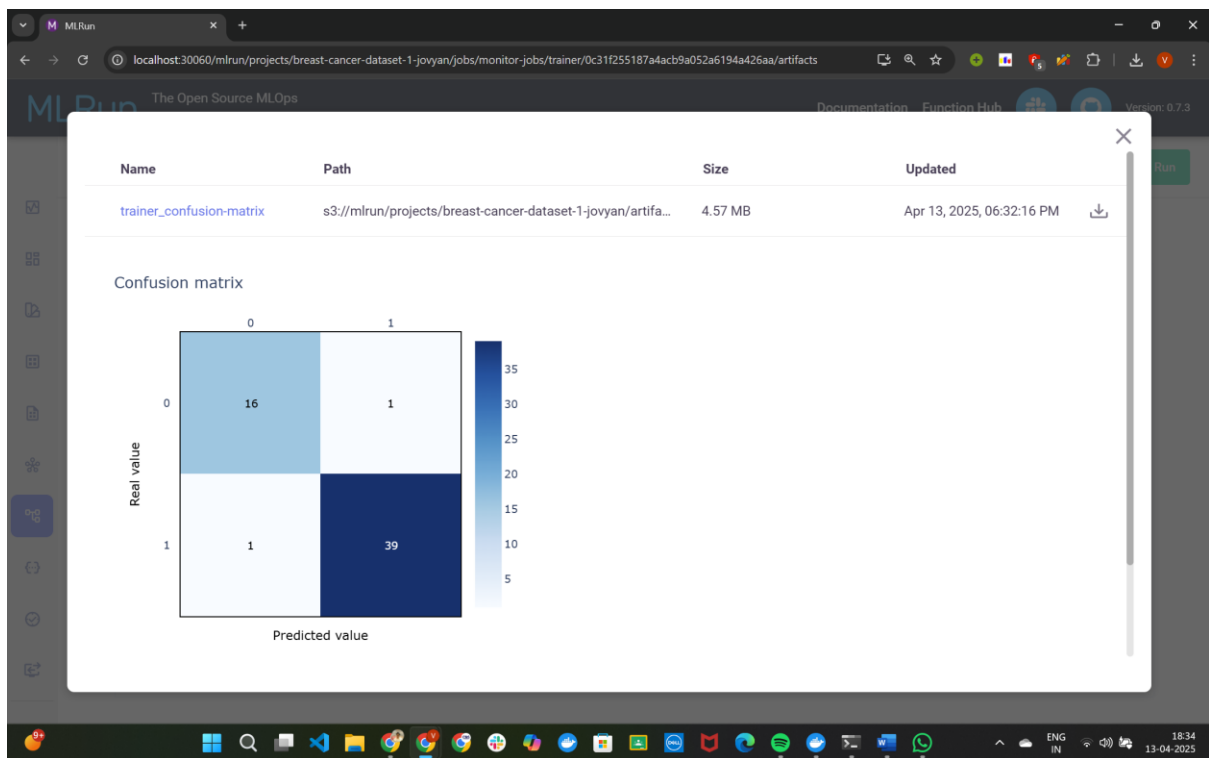 MLRun
localhost:30060/mlrun/projects/breast-cancer-dataset-1-jovyan/jobs/monitor-jobs/trainer/0c31f255187a4acb9a052a6194a426aa/artifacts
5
V
MLRun The Open Source MLOps Documentation Function Hub Version: 0.7.3
Run
Name Path Size Updated
trainer_confusion-matrix s3://mlrun/projects/breast-cancer-dataset-1-jovyan/artifa... 4.57 MB Apr 13, 2025, 06:32:16 PM
Confusion matrix
0 1
0 16 1
1 1 39
Real value
Predicted value
35
30
25
20
15
10
5
9+
ENG 18:34
IN 13-04-2025